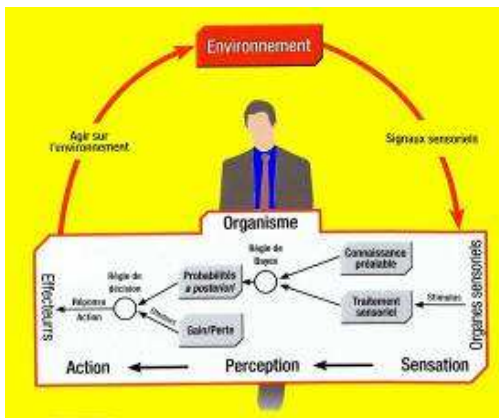 Environnement
Agir sur
l'environnement
Signaux sensoriels
Organisme
Effecteurs
Réponse
Action
Règle de
décision
Probabilités
a posteriori
Gain/Perte
Règle de
Bayes
Connaissance
préalable
Traitement
sensoriel
Stimulus
Organes sensoriels
Action
Perception
Sensation